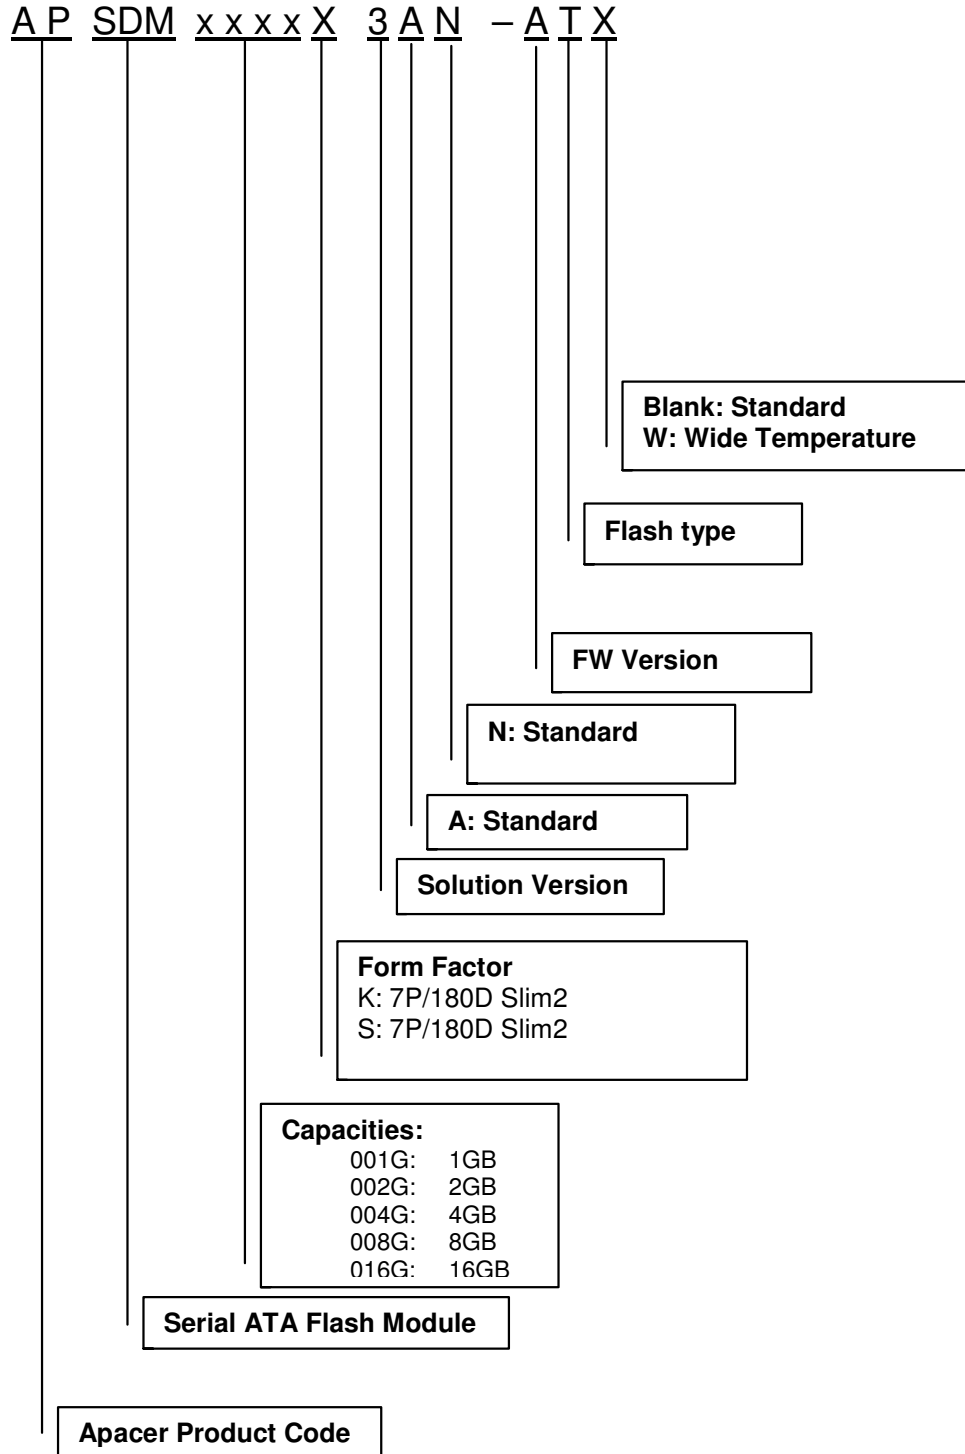 A P SDM x x x x X 3 A N – A T X
Blank: Standard
W: Wide Temperature
Flash type
FW Version
N: Standard
A: Standard
Solution Version
Form Factor
K: 7P/180D Slim2
S: 7P/180D Slim2
Capacities:
001G: 1GB
002G: 2GB
004G: 4GB
008G: 8GB
016G: 16GB
Serial ATA Flash Module
Apacer Product Code